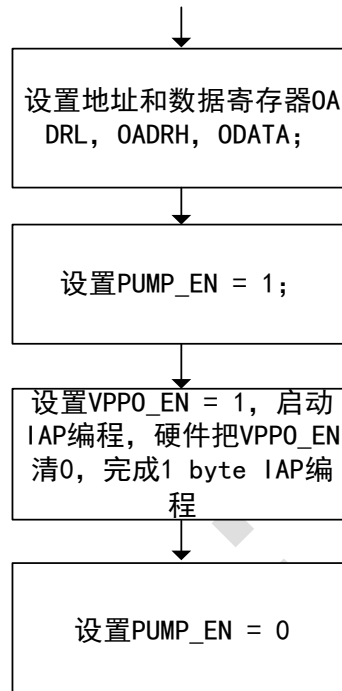 设置地址和数据寄存器OA
DRL, OADRH, ODATA;
设置PUMP_EN = 1;
设置VPPO_EN = 1, 启动
IAP编程, 硬件把VPPO_EN
清0, 完成1 byte IAP编
程
设置PUMP_EN = 0